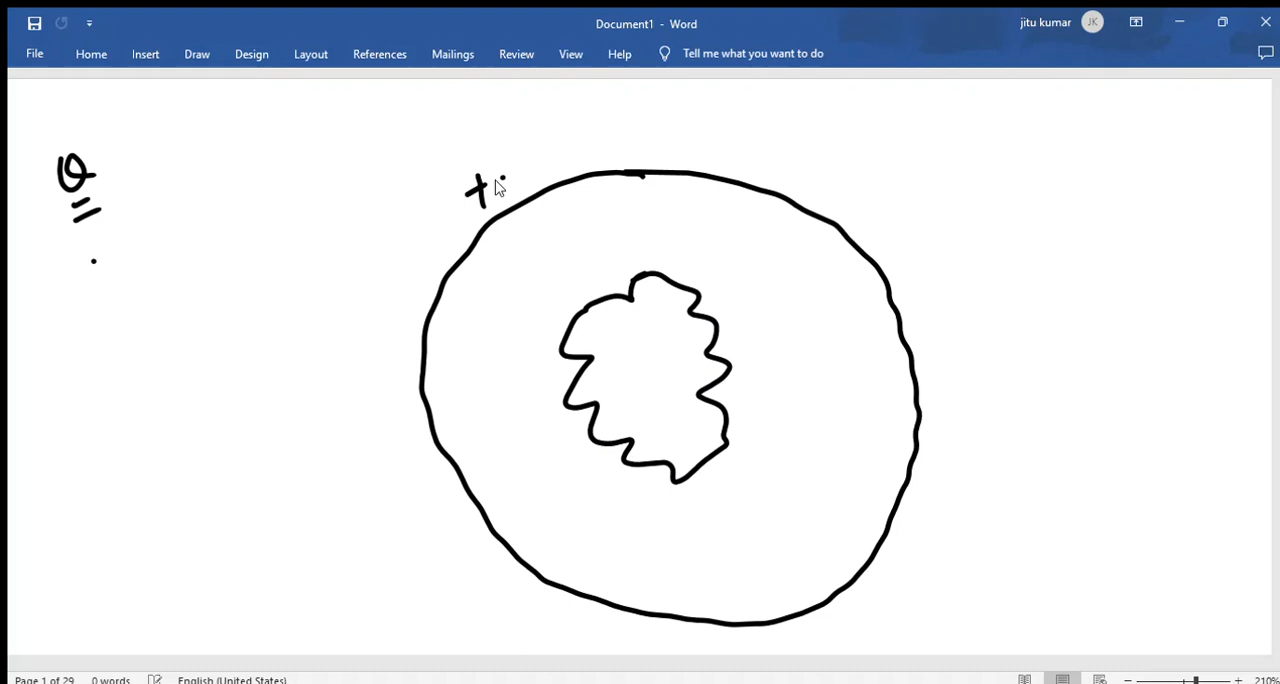 Document1 - Word
jitu kumar JK
File Home Insert Draw Design Layout References Mailings Review View Help Tell me what you want to do
Q
+
Page 1 of 29 0 words English (United States) 210%